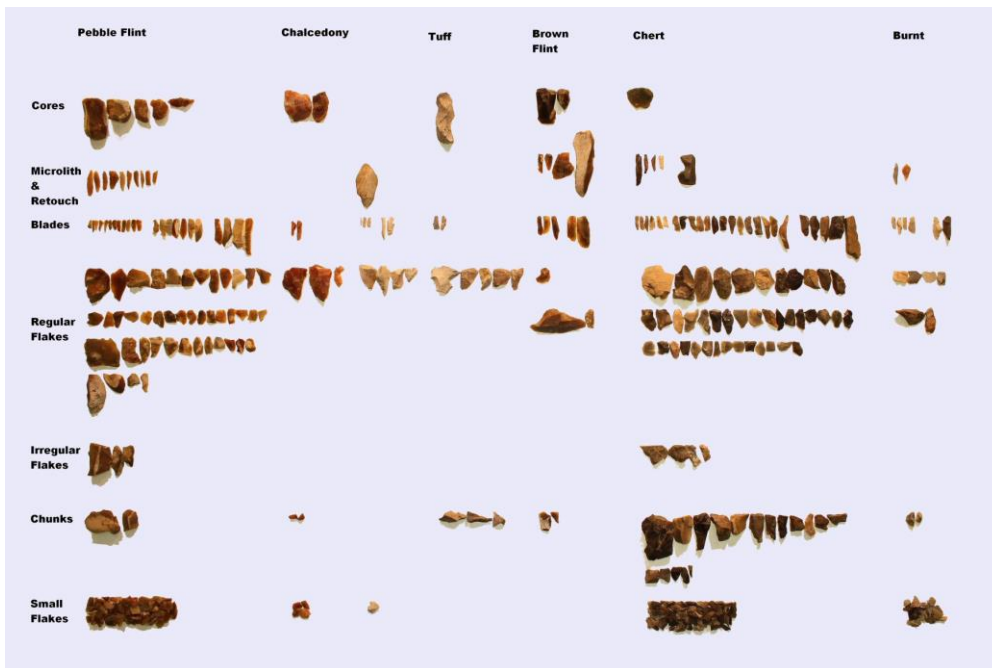 Pebble Flint
Chalcedony
Tuff
Brown
Flint
Chert
Burnt
Cores
Microlith
&
Retouch
Blades
Regular
Flakes
Irregular
Flakes
Chunks
Small
Flakes